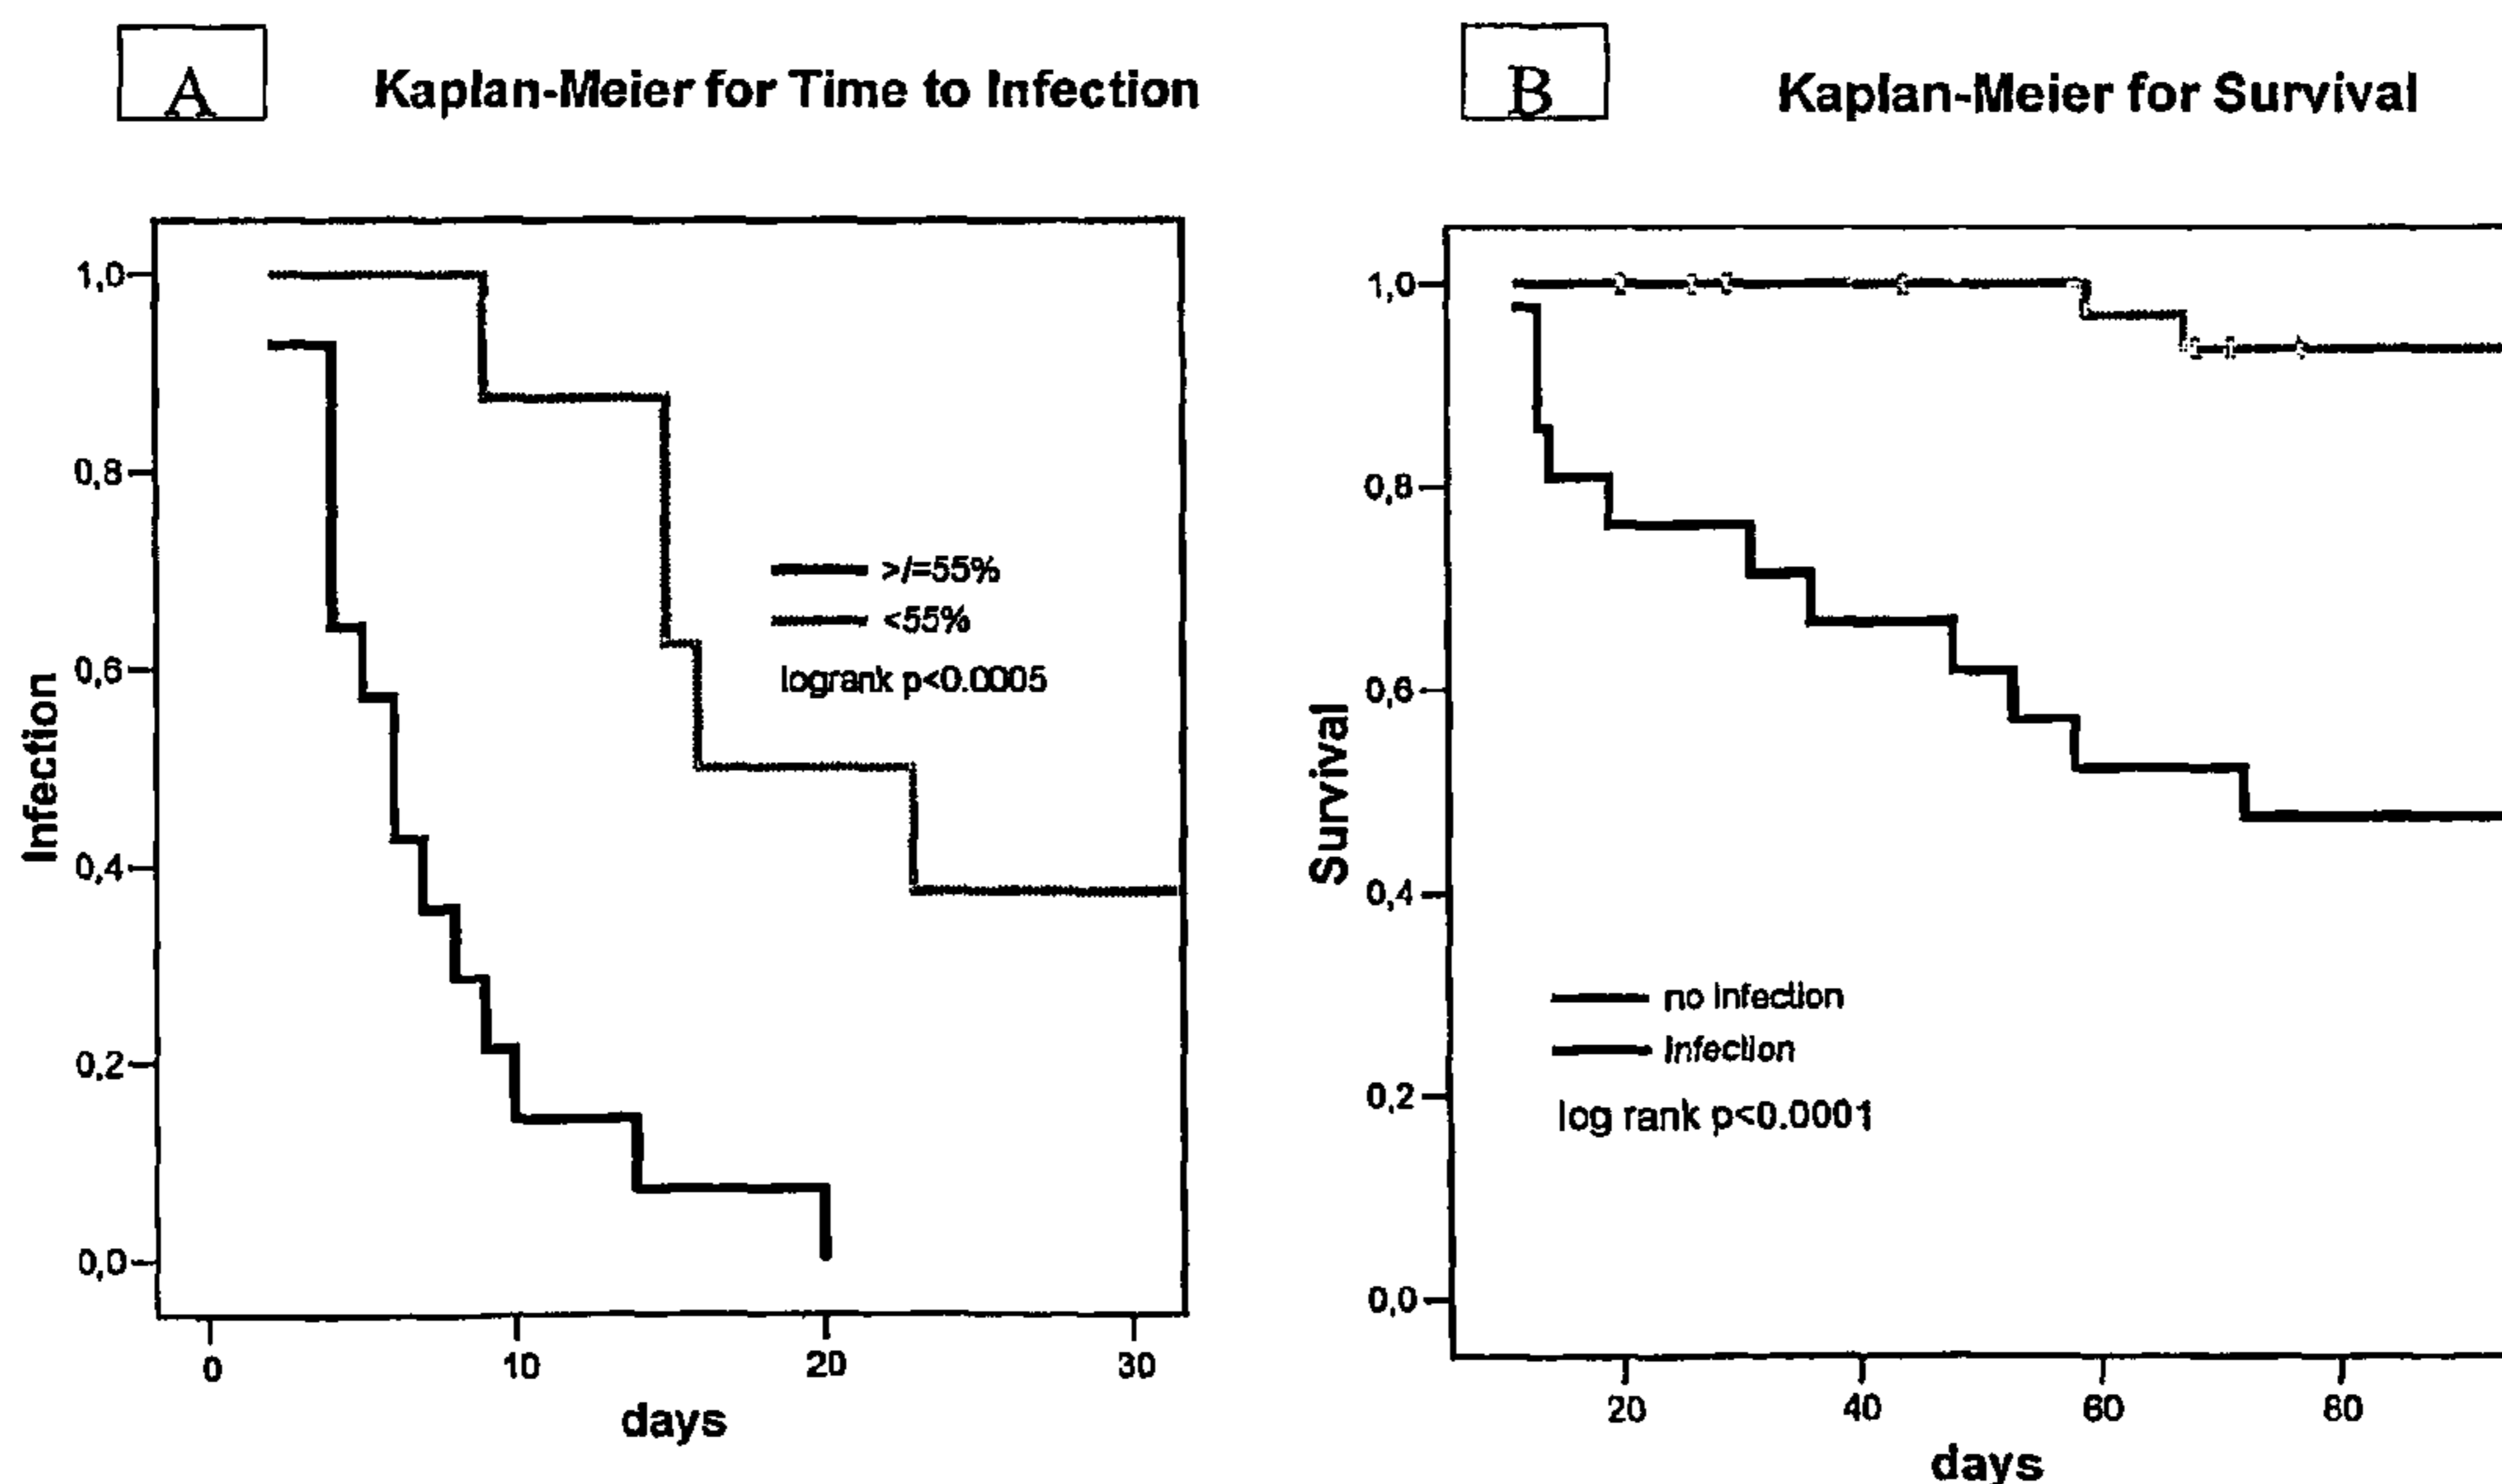 A
Kaplan-Meier for Time to Infection
1,0
0,8
0,6
0,4
0,2
0,0
Infection
>/=55%
<55%
logrank p<0.0005
0 10 20 30
days
B
Kaplan-Meier for Survival
1,0
0,8
0,6
0,4
0,2
0,0
Survival
no infection
Infection
log rank p<0.0001
20 40 60 80
days